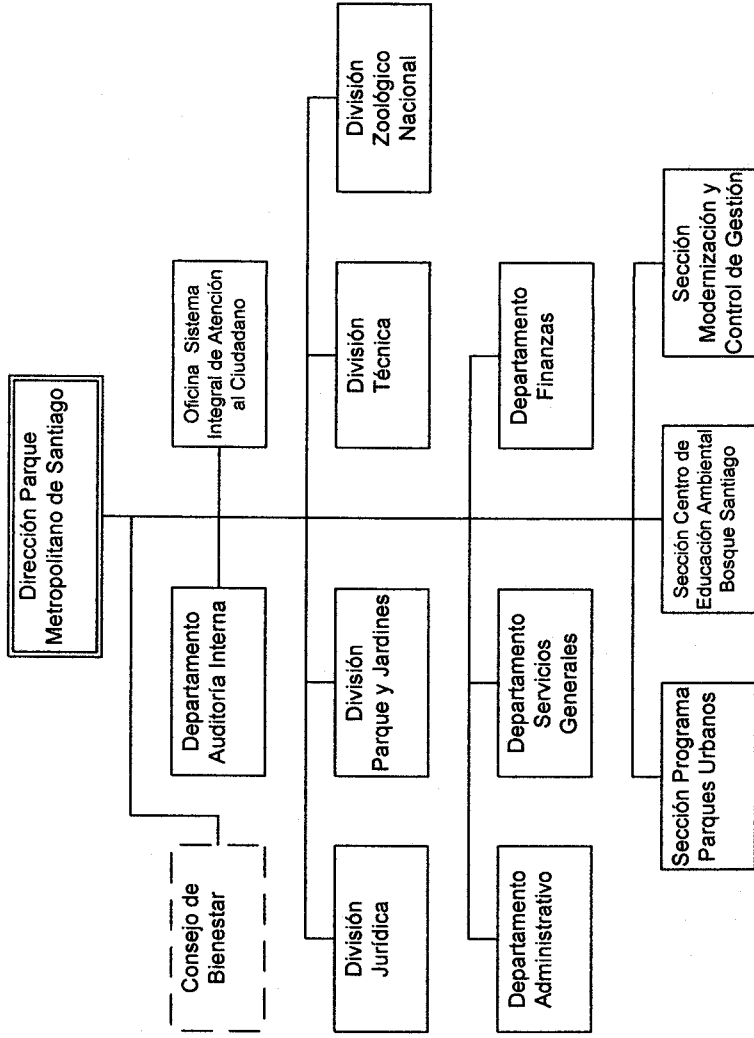 Dirección Parque
Metropolitano de Santiago
Consejo de
Bienestar
Departamento
Auditoría Interna
Oficina Sistema
Integral de Atención
al Ciudadano
División
Jurídica
División
Parque y Jardines
División
Técnica
División
Zoológico
Nacional
Departamento
Administrativo
Departamento
Servicios
Generales
Departamento
Finanzas
Sección Programa
Parques Urbanos
Sección Centro de
Educación Ambiental
Bosque Santiago
Sección
Modernización y
Control de Gestión